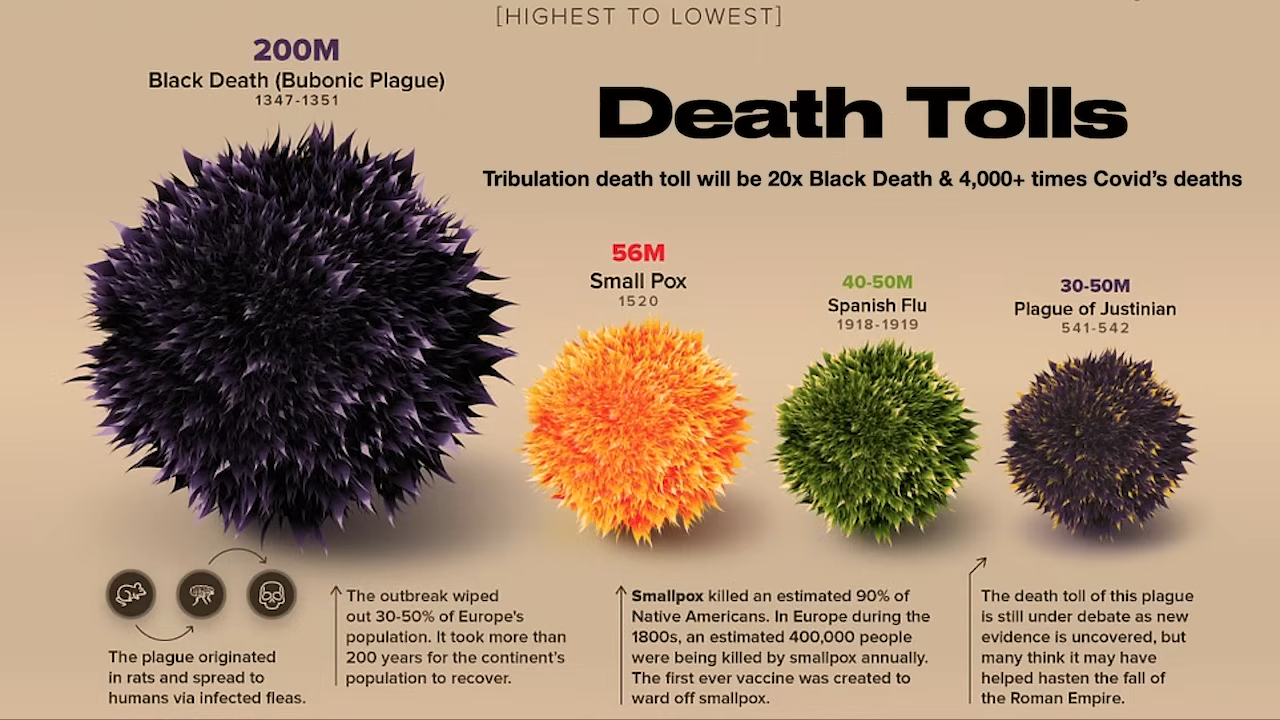 [HIGHEST TO LOWEST]
200M
Black Death (Bubonic Plague)
1347-1351
Death Tolls
Tribulation death toll will be 20x Black Death & 4,000+ times Covid's deaths
56M
Small Pox
1520
40-50M
Spanish Flu
1918-1919
30-50M
Plague of Justinian
541-542
The plague originated
in rats and spread to
humans via infected fleas.
The outbreak wiped
out 30-50% of Europe's
population. It took more than
200 years for the continent's
population to recover.
Smallpox killed an estimated 90% of
Native Americans. In Europe during the
1800s, an estimated 400,000 people
were being killed by smallpox annually.
The first ever vaccine was created to
ward off smallpox.
The death toll of this plague
is still under debate as new
evidence is uncovered, but
many think it may have
helped hasten the fall of
the Roman Empire.